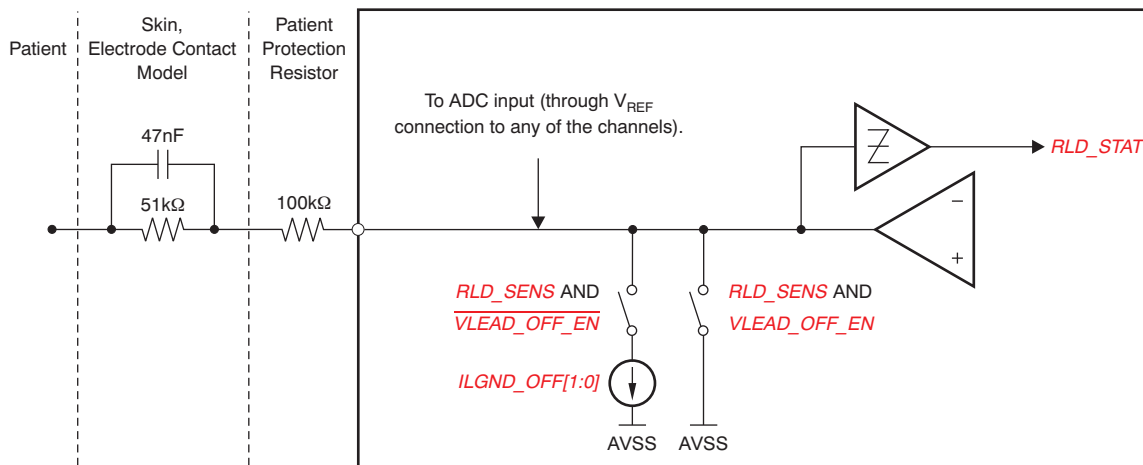 Patient
Skin,
Electrode Contact
Model
Patient
Protection
Resistor
47nF
51kΩ
100kΩ
To ADC input (through VREF
connection to any of the channels).
RLD_STAT
−
+
RLD_SENS AND
VLEAD_OFF_EN
RLD_SENS AND
VLEAD_OFF_EN
ILGND_OFF[1:0]
AVSS
AVSS